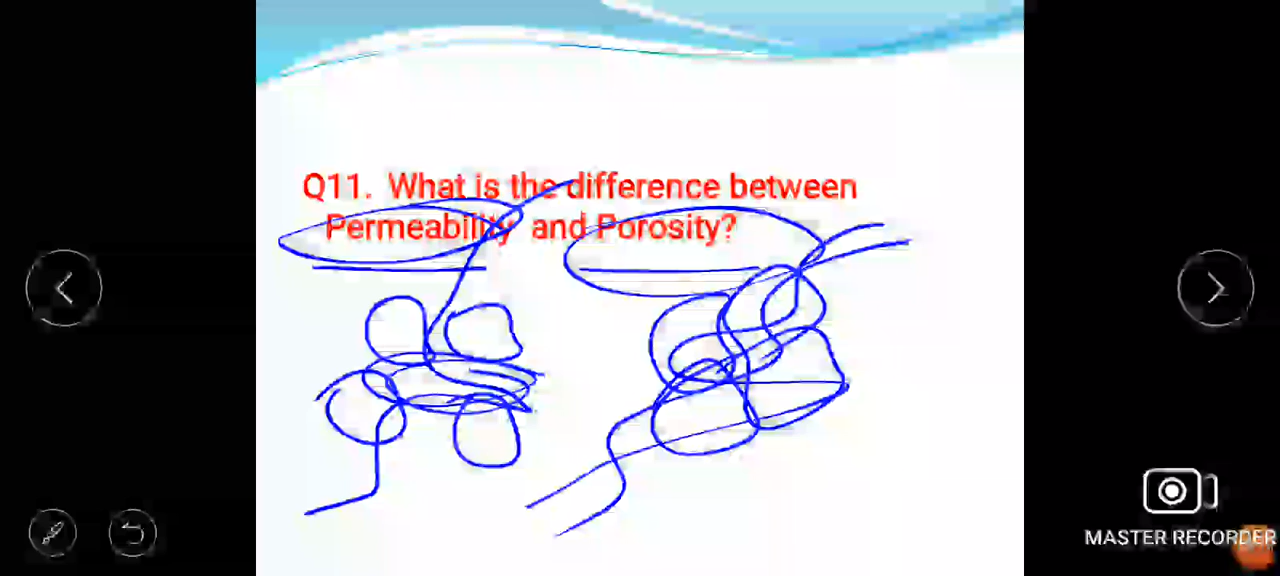 Q11. What is the difference between
Permeability and Porosity?
MASTER RECORDER